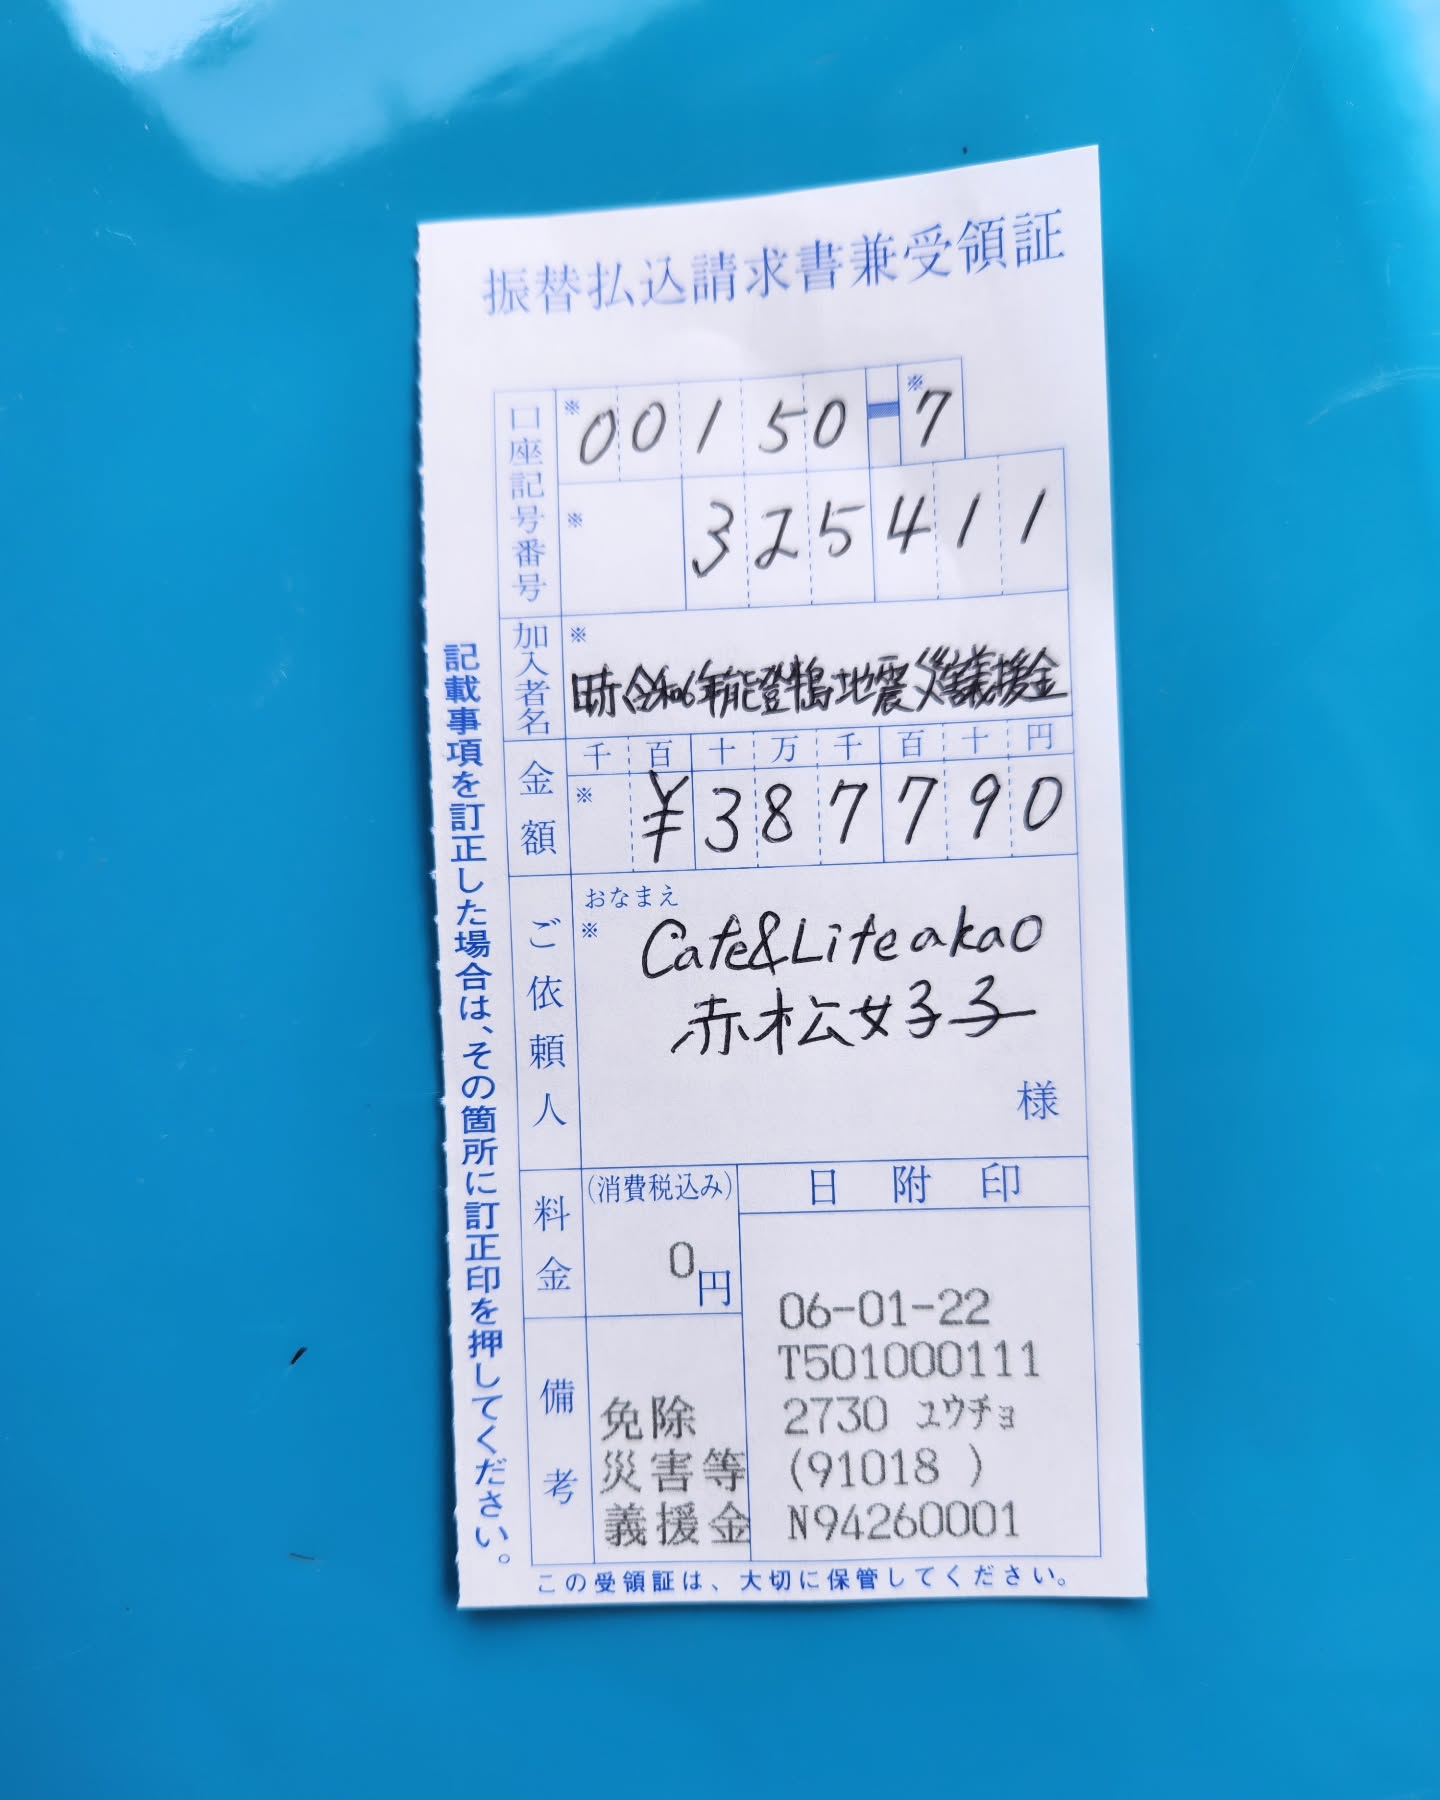 振替払込請求書兼受領証
口座記号番号
※00150-※7
※325411
加入者名
※
日赤令和6年能登半島地震災害義援金
金額
千百十万千百十円
※¥387790
ご依頼人
おなまえ
※
Cafe&Life akao
赤松好子
様
料金
(消費税込み)
0円
日附印
06-01-22
T501000111
2730 ユウチョ
(91018 )
N94260001
備考
免除
災害等
義援金
この受領証は、大切に保管してください。
記載事項を訂正した場合は、その箇所に訂正印を押してください。